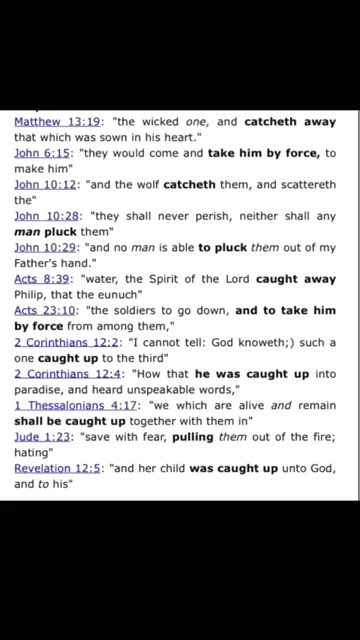 Matthew 13:19: "the wicked one, and catcheth away
that which was sown in his heart."
John 6:15: "they would come and take him by force, to
make him"
John 10:12: "and the wolf catcheth them, and scattereth
the"
John 10:28: "they shall never perish, neither shall any
man pluck them"
John 10:29: "and no man is able to pluck them out of my
Father's hand."
Acts 8:39: "water, the Spirit of the Lord caught away
Philip, that the eunuch"
Acts 23:10: "the soldiers to go down, and to take him
by force from among them,"
2 Corinthians 12:2: "I cannot tell: God knoweth;) such a
one caught up to the third"
2 Corinthians 12:4: "How that he was caught up into
paradise, and heard unspeakable words,"
1 Thessalonians 4:17: "we which are alive and remain
shall be caught up together with them in"
Jude 1:23: "save with fear, pulling them out of the fire;
hating"
Revelation 12:5: "and her child was caught up unto God,
and to his"